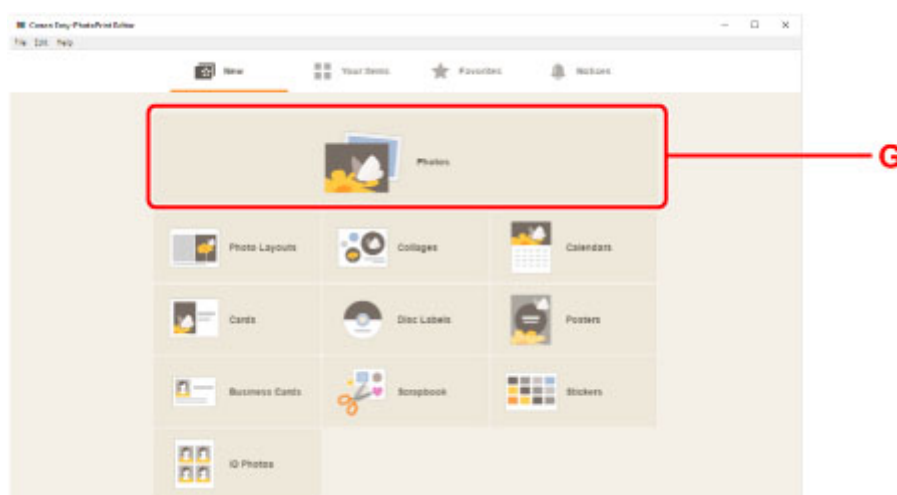 Canon Easy-PhotoPrint Editor
File Edit Help
New Your Items Favorites Notices
Photos
G
Photo Layouts Collages Calendars
Cards Disc Labels Posters
Business Cards Scrapbook Stickers
ID Photos